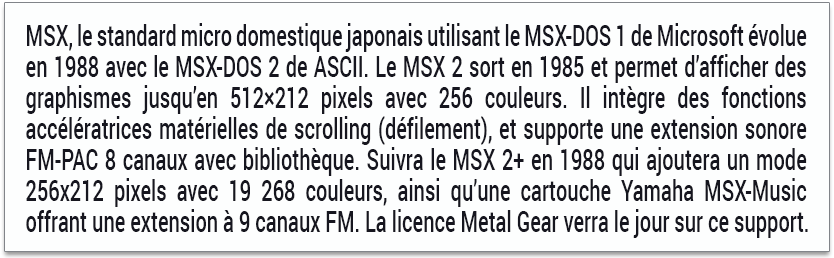 MSX, le standard micro domestique japonais utilisant le MSX-DOS 1 de Microsoft évolue
en 1988 avec le MSX-DOS 2 de ASCII. Le MSX 2 sort en 1985 et permet d’afficher des
graphismes jusqu’en 512×212 pixels avec 256 couleurs. Il intègre des fonctions
accélératrices matérielles de scrolling (défilement), et supporte une extension sonore
FM-PAC 8 canaux avec bibliothèque. Suivra le MSX 2+ en 1988 qui ajoutera un mode
256x212 pixels avec 19 268 couleurs, ainsi qu’une cartouche Yamaha MSX-Music
offrant une extension à 9 canaux FM. La licence Metal Gear verra le jour sur ce support.